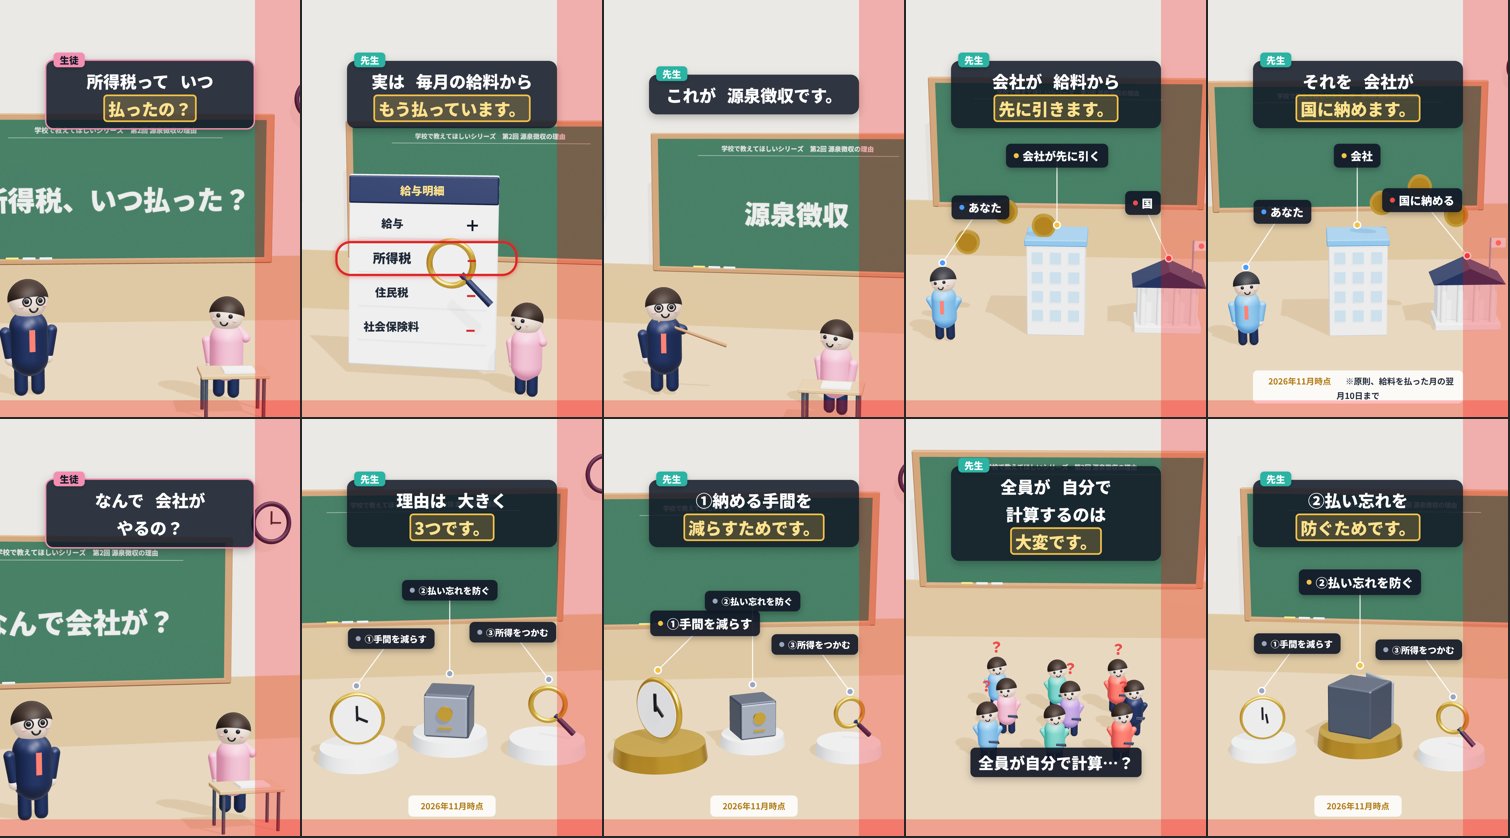 生徒
所得税って いつ
払ったの？
学校で教えてほしいシリーズ 第2回 源泉徴収の理由
所得税、いつ払った？
先生
実は 毎月の給料から
もう払っています。
学校で教えてほしいシリーズ 第2回 源泉徴収の理由
給与明細
給与 +
所得税 -
住民税 -
社会保険料 -
先生
これが 源泉徴収です。
学校で教えてほしいシリーズ 第2回 源泉徴収の理由
源泉徴収
先生
会社が 給料から
先に引きます。
会社が先に引く
あなた
国
先生
それを 会社が
国に納めます。
会社
国に納める
あなた
2026年11月時点 ※原則、給料を払った月の翌
月10日まで
生徒
なんで 会社が
やるの？
学校で教えてほしいシリーズ 第2回 源泉徴収の理由
なんで会社が？
先生
理由は 大きく
3つです。
②払い忘れを防ぐ
①手間を減らす
③所得をつかむ
2026年11月時点
先生
①納める手間を
減らすためです。
②払い忘れを防ぐ
①手間を減らす
③所得をつかむ
2026年11月時点
先生
全員が 自分で
計算するのは
大変です。
? ? ?
全員が自分で計算…？
先生
②払い忘れを
防ぐためです。
②払い忘れを防ぐ
①手間を減らす
③所得をつかむ
2026年11月時点